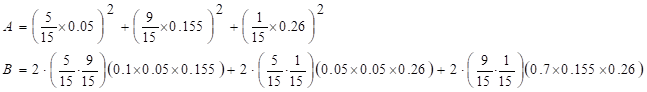 A = (5/15 × 0.05)² + (9/15 × 0.155)² + (1/15 × 0.26)²
B = 2 · (5/15 · 9/15)(0.1×0.05×0.155) + 2 · (5/15 · 1/15)(0.05×0.05×0.26) + 2 · (9/15 · 1/15)(0.7×0.155×0.26)